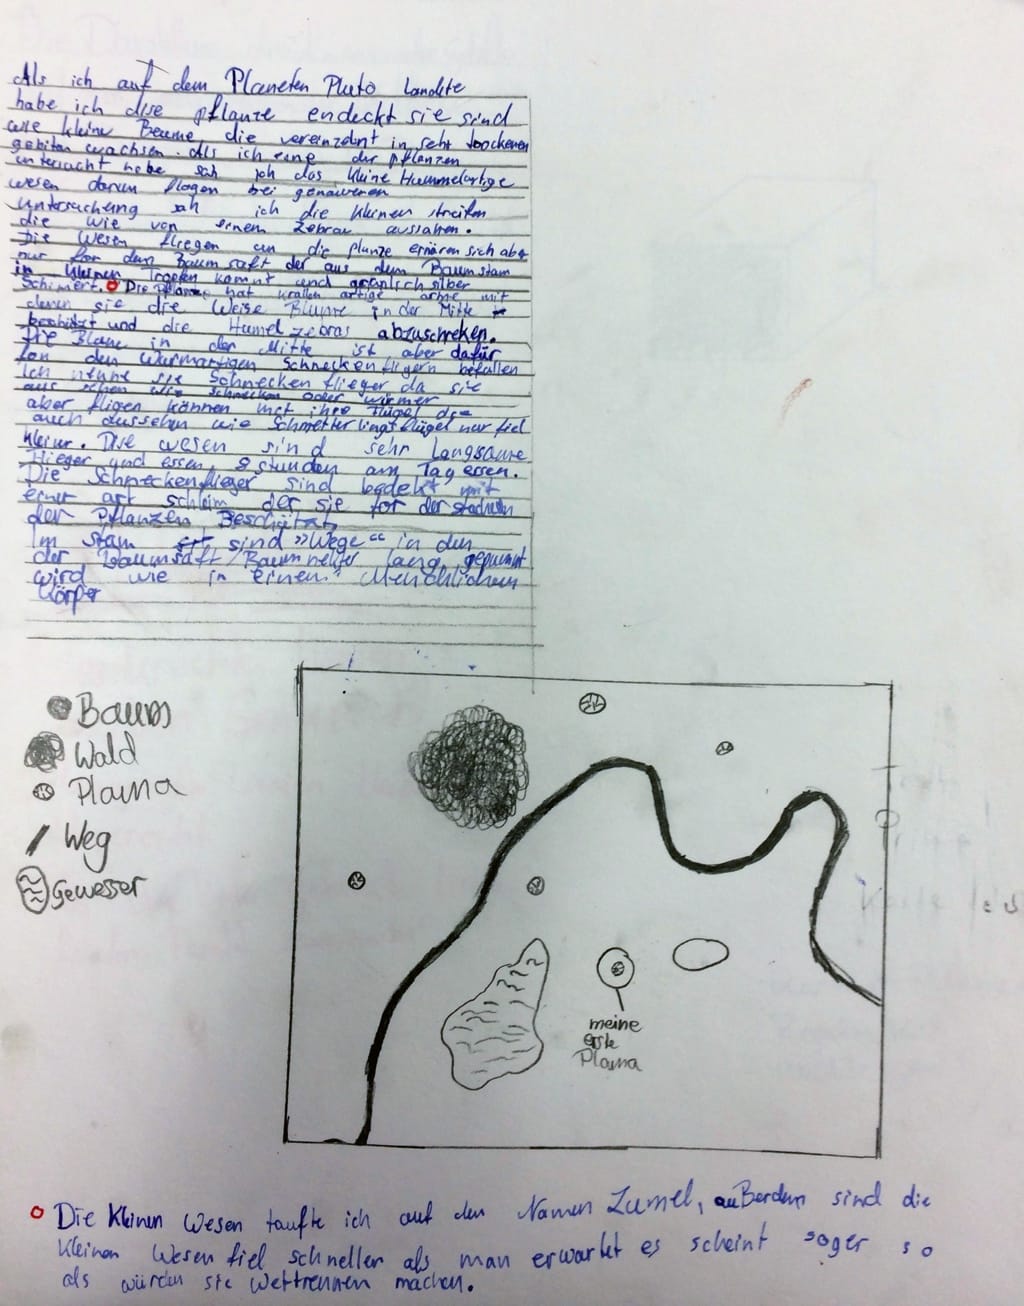 Als ich auf dem Planeten Pluto landete
habe ich dise pflanze endeckt sie sind
wie kleine Beume die vereinzelnt in sehr trockenen
gebiten wachsen. Als ich eine der pflanzen
untersucht habe sah ich das kleine Hummelartige
wesen darum flogen bei genaueren
Untersuchung sah ich die kleinen streifen
die wie von einem Zebra aussahen.
Die Wesen fliegen an die planze ernären sich aber
nur for dem Baum saft der aus dem Baumstam
in kleinen Tropfen kommt und grünlich silber
Schimert. Die Pflanze hat krallen artige arme mit
denen sie die Weise Blume in der Mitte
beschützt und die Humel zebras abzuschreken.
Die Blume in der Mitte ist aber dafür
fon den Wurmartigen Schneckenfligern befallen
Ich nenne sie Schnecken flieger da sie
aus sehen wie schnecken oder würmer
aber fligen können mit ihre Flügel die
auch aussehen wie Schmetterlingsflügel nur fiel
kleiner. Dise wesen sind sehr langsame
Flieger und essen 8 stunden am Tag essen.
Die Schneckenflieger sind bedekt mit
einer art schleim der sie for der stacheln
der Pflanzen Beschützt
Im stam sind "Wege" in den
der baumsaft/Baumnektar lang gepumt
wird wie in einem Menchlichen
Körper
Baum
Wald
Plama
Weg
Gewesser
meine
erste
Plama
Die kleinen Wesen taufte ich auf den Namen Zumel, außerdem sind die
kleinen Wesen fiel schneller als man erwartet es scheint soger so
als würden sie Wettrennen machen.